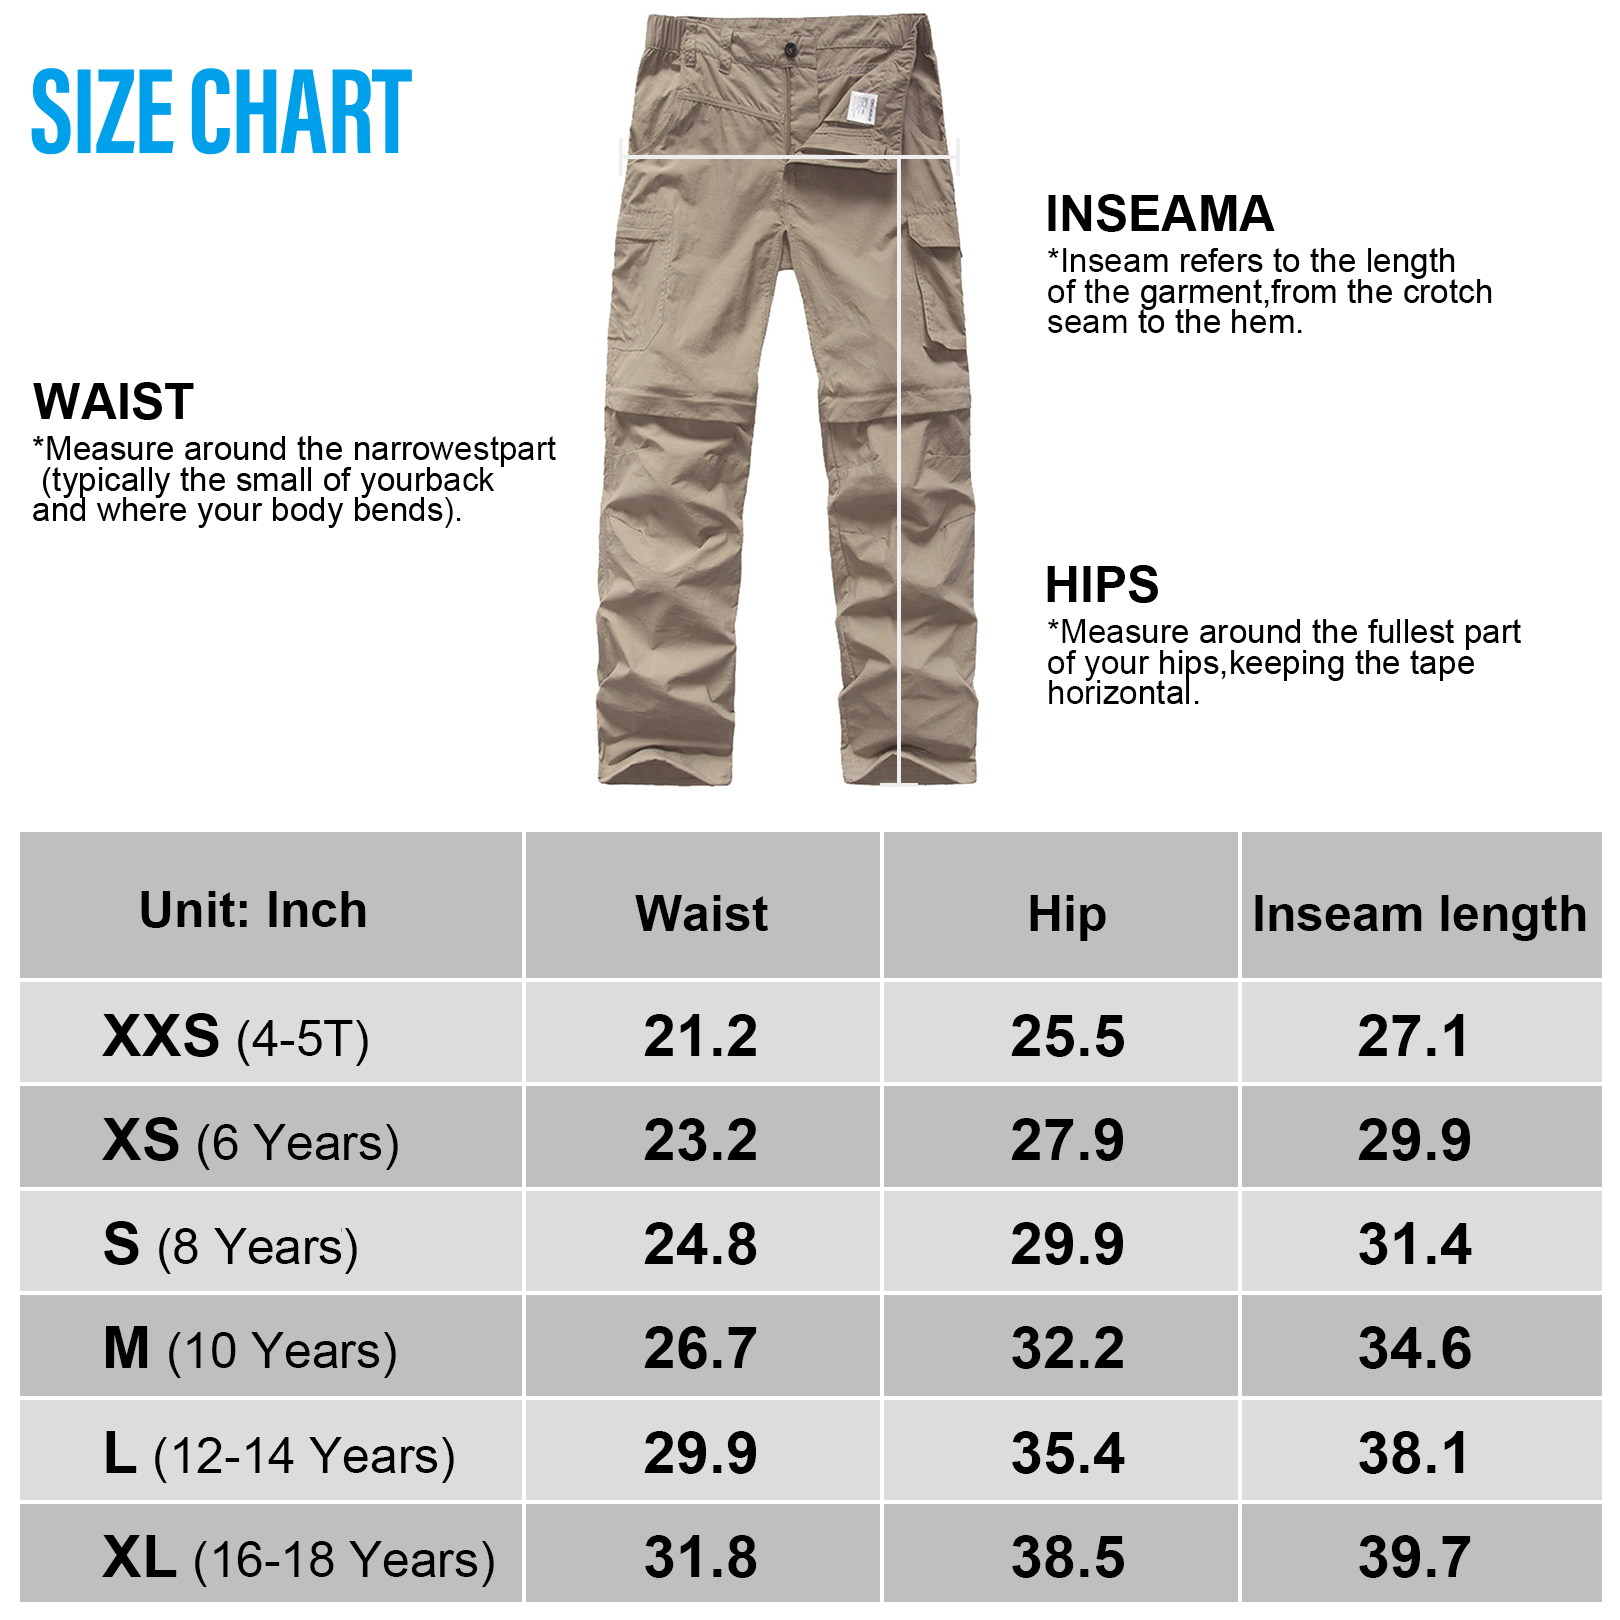 SIZE CHART
INSEAMA
*Inseam refers to the length
of the garment,from the crotch
seam to the hem.
WAIST
*Measure around the narrowestpart
(typically the small of yourback
and where your body bends).
HIPS
*Measure around the fullest part
of your hips,keeping the tape
horizontal.
Unit: Inch Waist Hip Inseam length
XXS (4-5T) 21.2 25.5 27.1
XS (6 Years) 23.2 27.9 29.9
S (8 Years) 24.8 29.9 31.4
M (10 Years) 26.7 32.2 34.6
L (12-14 Years) 29.9 35.4 38.1
XL (16-18 Years) 31.8 38.5 39.7